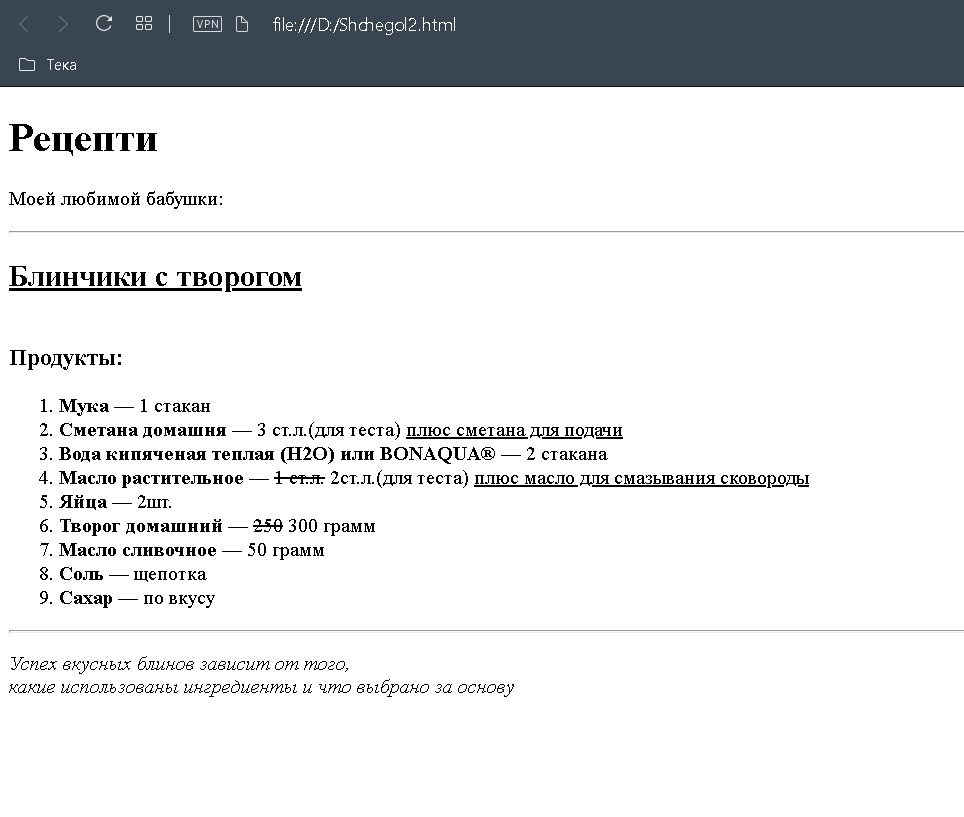 VPN file:///D:/Shchegol2.html
Тека
Рецепти
Моей любимой бабушки:
Блинчики с творогом
Продукты:
1. Мука — 1 стакан
2. Сметана домашня — 3 ст.л.(для теста) плюс сметана для подачи
3. Вода кипяченая теплая (H2O) или BONAQUA® — 2 стакана
4. Масло растительное — 1 ст.л. 2ст.л.(для теста) плюс масло для смазывания сковороды
5. Яйца — 2шт.
6. Творог домашний — 250 300 грамм
7. Масло сливочное — 50 грамм
8. Соль — щепотка
9. Сахар — по вкусу
Успех вкусных блинов зависит от того,
какие использованы ингредиенты и что выбрано за основу